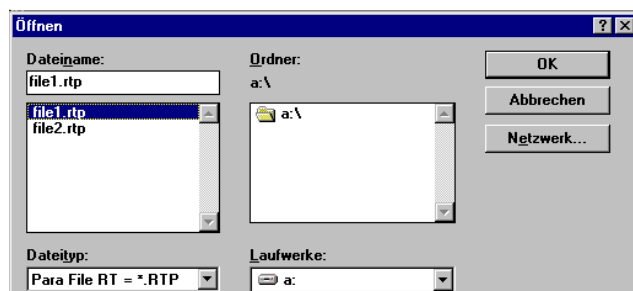 Öffnen
Dateiname:
file1.rtp
file1.rtp
file2.rtp
Dateityp:
Para File RT = *.RTP
Ordner:
a:\
a:\
Laufwerke:
a:
OK
Abbrechen
Netzwerk...